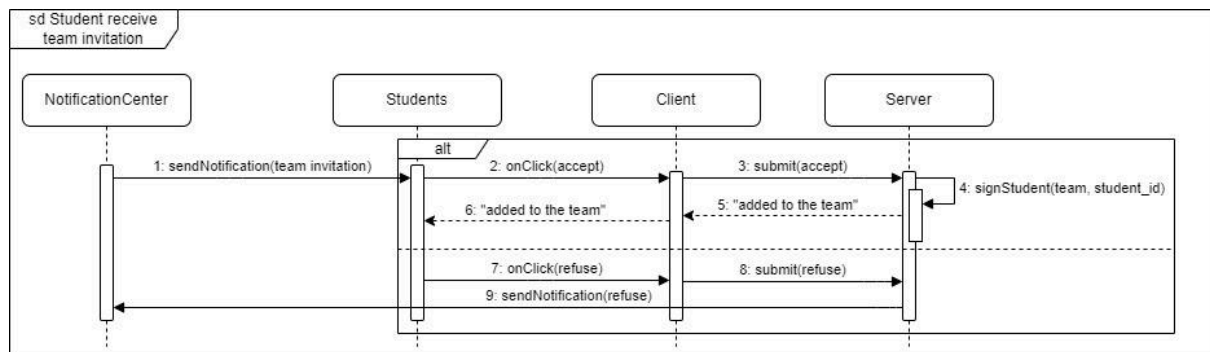 sd Student receive
team invitation
NotificationCenter
Students
Client
Server
alt
1: sendNotification(team invitation)
2: onClick(accept)
3: submit(accept)
4: signStudent(team, student_id)
5: "added to the team"
6: "added to the team"
7: onClick(refuse)
8: submit(refuse)
9: sendNotification(refuse)